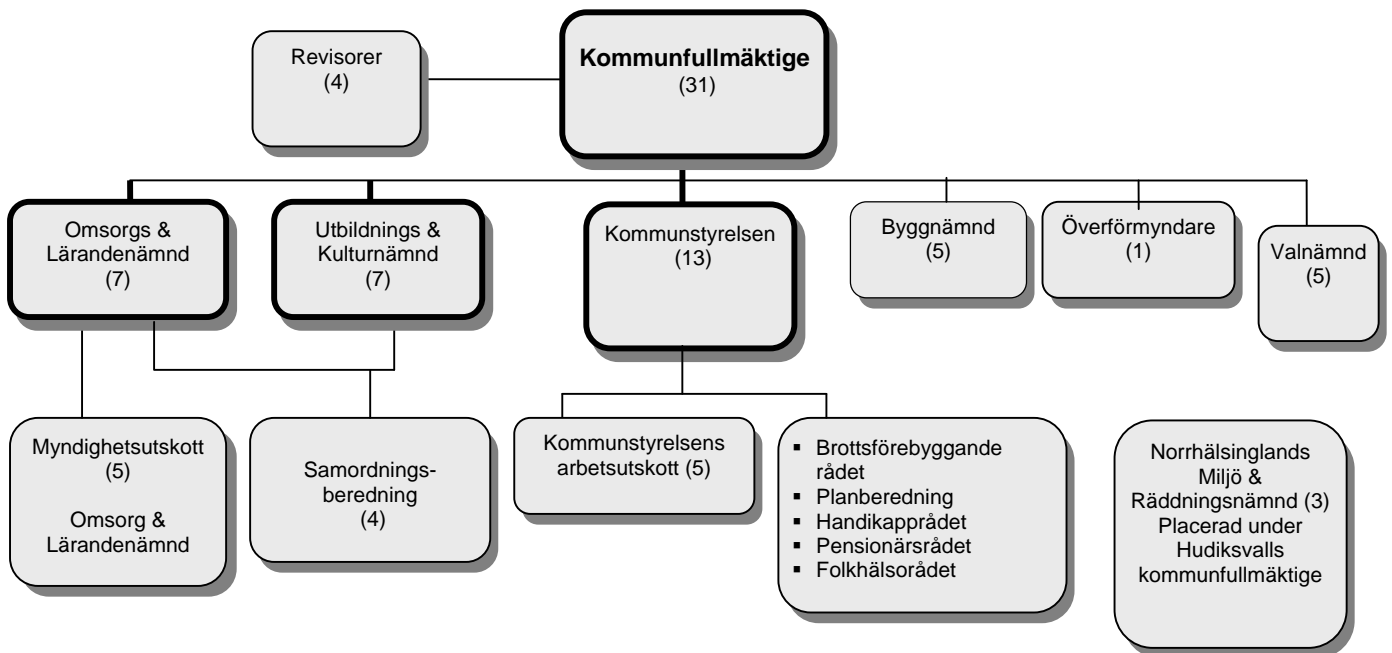 Revisorer
(4)
Kommunfullmäktige
(31)
Omsorgs &
Lärandenämnd
(7)
Utbildnings &
Kulturnämnd
(7)
Kommunstyrelsen
(13)
Byggnämnd
(5)
Överförmyndare
(1)
Valnämnd
(5)
Myndighetsutskott
(5)
Omsorg &
Lärandenämnd
Samordnings-
beredning
(4)
Kommunstyrelsens
arbetsutskott (5)
▪ Brottsförebyggande
rådet
▪ Planberedning
▪ Handikapprådet
▪ Pensionärsrådet
▪ Folkhälsorådet
Norrhälsinglands
Miljö &
Räddningsnämnd (3)
Placerad under
Hudiksvalls
kommunfullmäktige